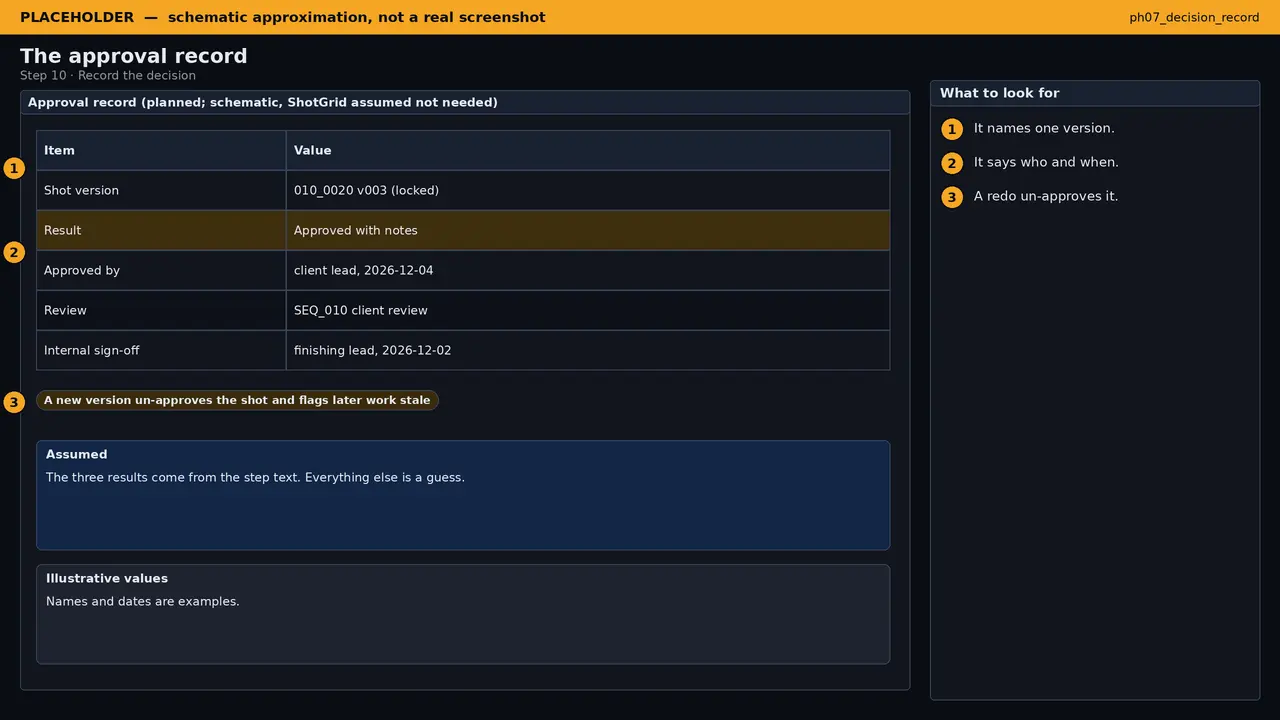 PLACEHOLDER — schematic approximation, not a real screenshot
ph07_decision_record
The approval record
Step 10 · Record the decision
Approval record (planned; schematic, ShotGrid assumed not needed)
Item Value
1
Shot version 010_0020 v003 (locked)
Result Approved with notes
2
Approved by client lead, 2026-12-04
Review SEQ_010 client review
Internal sign-off finishing lead, 2026-12-02
3 A new version un-approves the shot and flags later work stale
Assumed
The three results come from the step text. Everything else is a guess.
Illustrative values
Names and dates are examples.
What to look for
1 It names one version.
2 It says who and when.
3 A redo un-approves it.